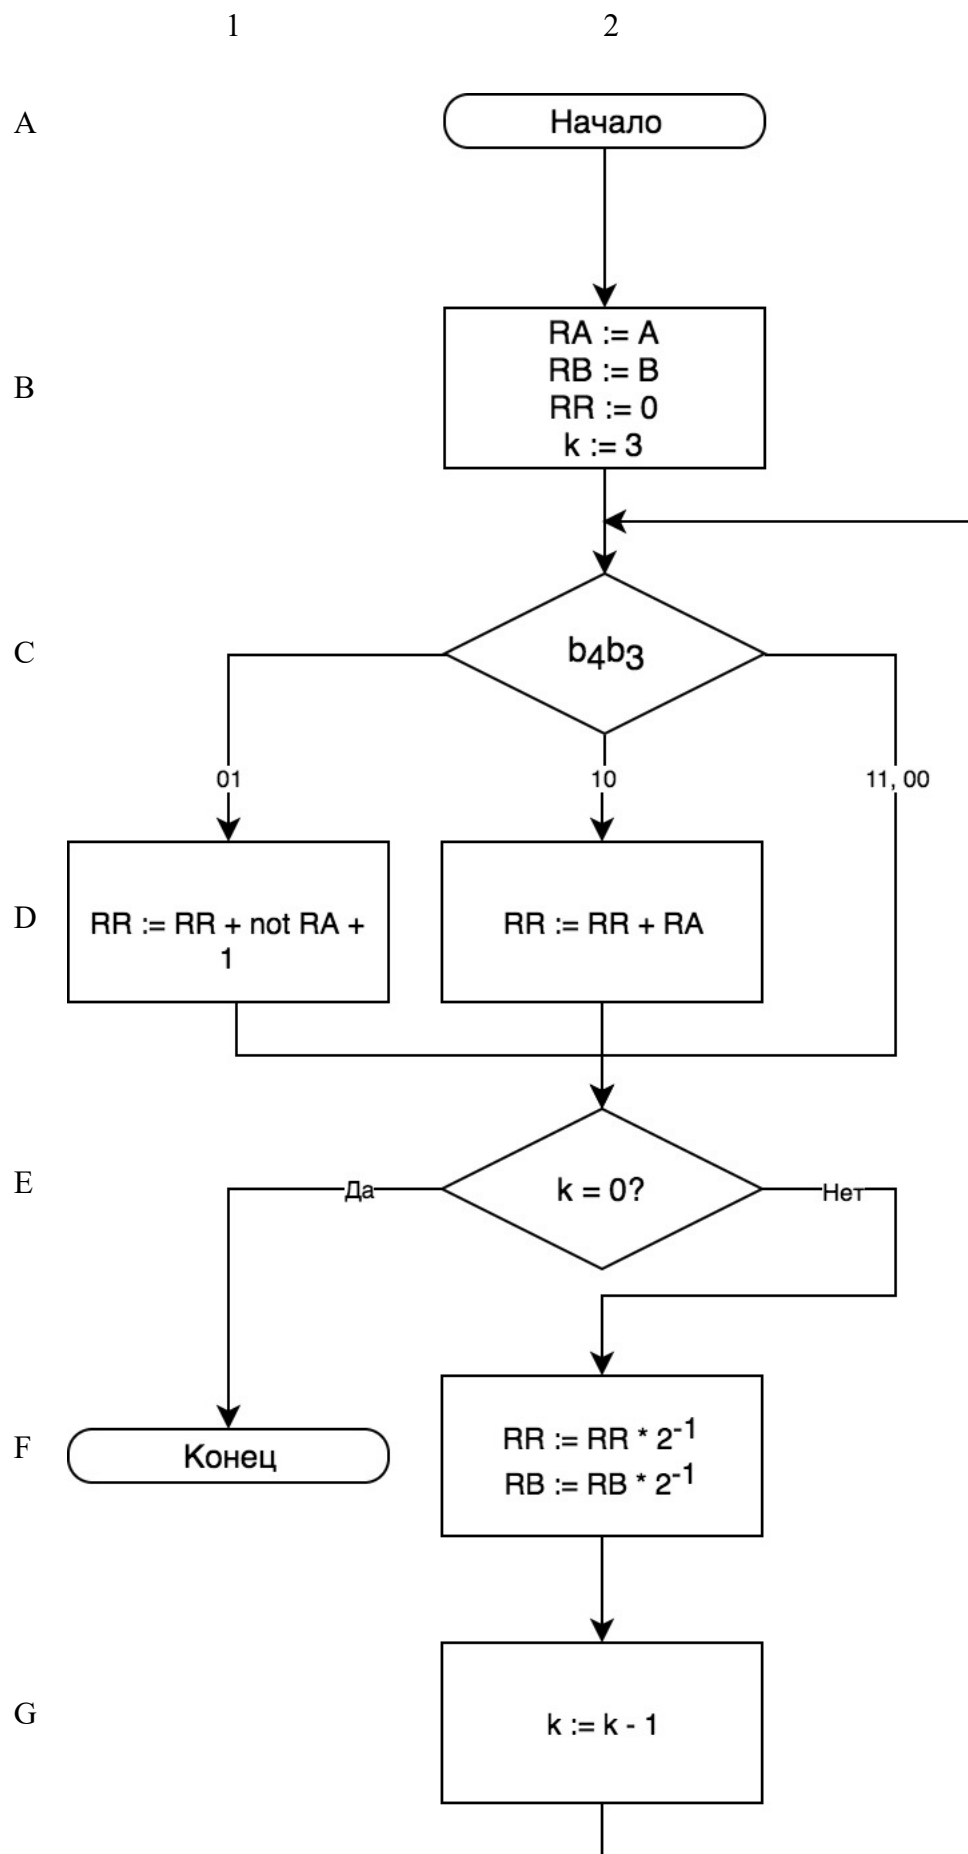 1 2
A
Начало
B
RA := A
RB := B
RR := 0
k := 3
C
b4b3
01 10 11, 00
D
RR := RR + not RA +
1
RR := RR + RA
E
Да
k = 0?
Нет
F
Конец
RR := RR * 2-1
RB := RB * 2-1
G
k := k - 1